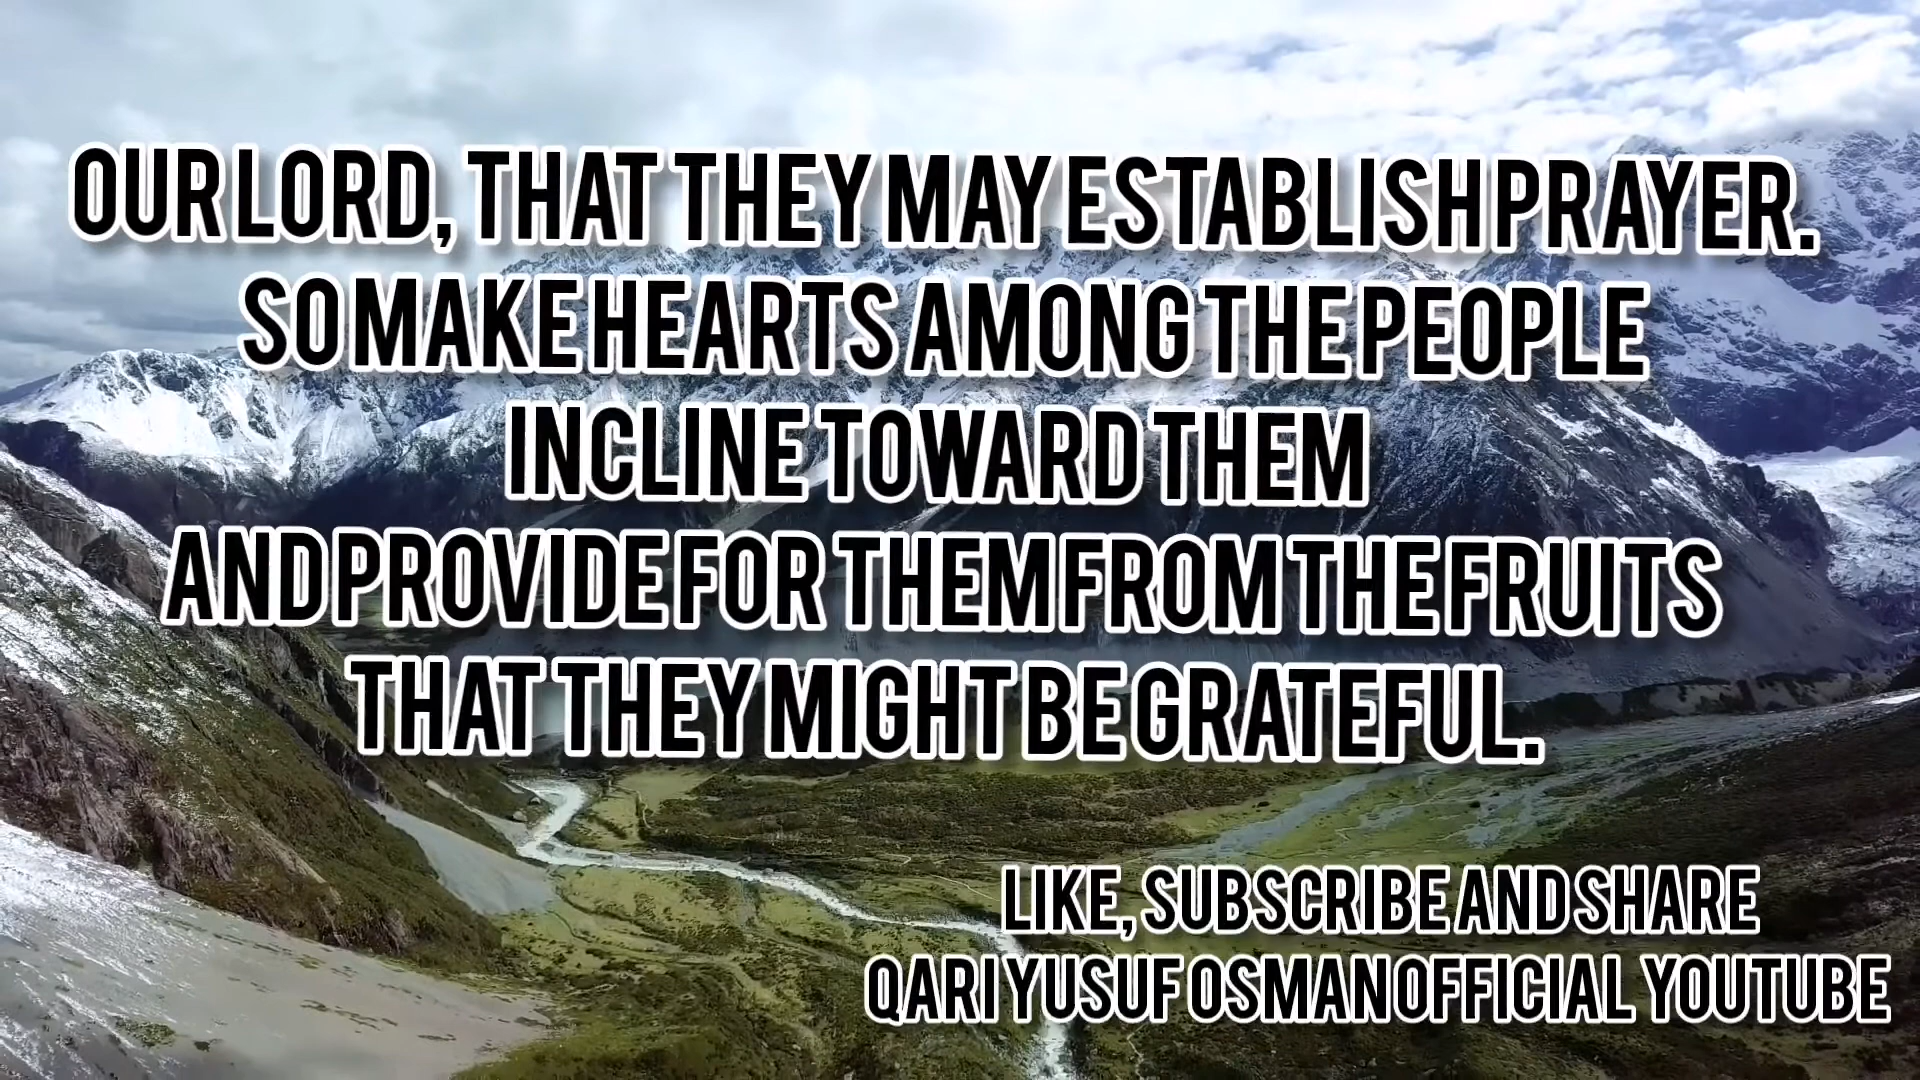 OUR LORD, THAT THEY MAY ESTABLISH PRAYER.
SO MAKE HEARTS AMONG THE PEOPLE
INCLINE TOWARD THEM
AND PROVIDE FOR THEM FROM THE FRUITS
THAT THEY MIGHT BE GRATEFUL.
LIKE, SUBSCRIBE AND SHARE
QARI YUSUF OSMAN OFFICIAL YOUTUBE